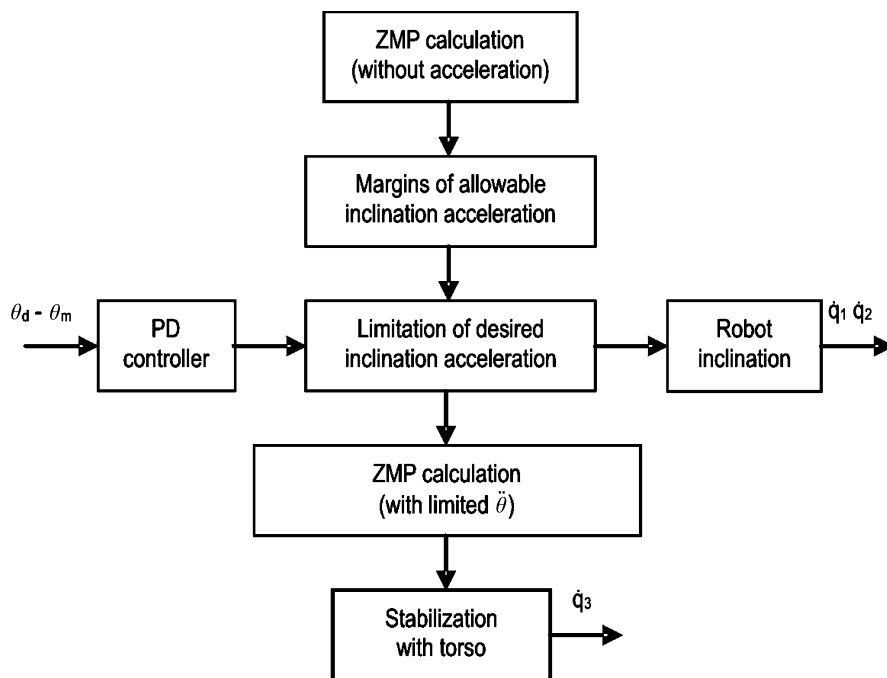 ZMP calculation
(without acceleration)
Margins of allowable
inclination acceleration
θd - θm
PD
controller
Limitation of desired
inclination acceleration
Robot
inclination
q̇1 q̇2
ZMP calculation
(with limited θ̈)
Stabilization
with torso
q̇3